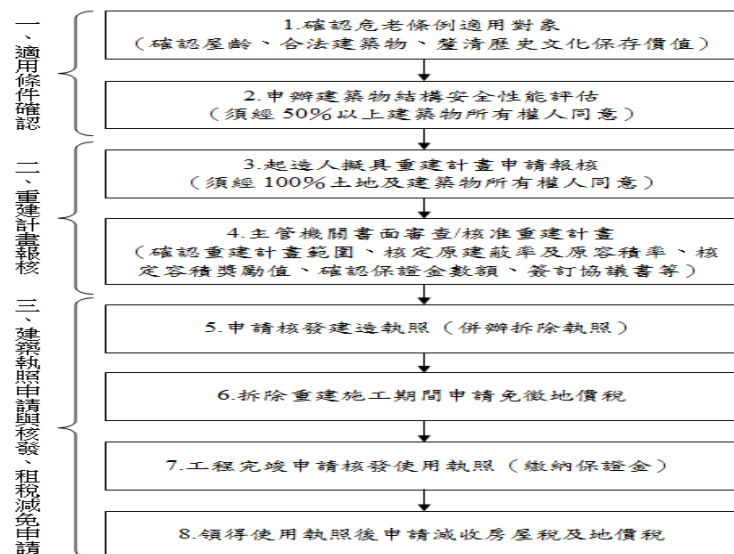 一、適用條件確認
1.確認危老條例適用對象
(確認屋齡、合法建築物、釐清歷史文化保存價值)
2.申辦建築物結構安全性能評估
(須經50%以上建築物所有權人同意)
二、重建計畫報核
3.起造人擬具重建計畫申請報核
(須經100%土地及建築物所有權人同意)
4.主管機關書面審查/核准重建計畫
(確認重建計畫範圍、核定原建蔽率及原容積率、核
定容積獎勵值、確認保證金數額、簽訂協議書等)
三、建築執照申請與核發、租稅減免申請
5.申請核發建造執照(併辦拆除執照)
6.拆除重建施工期間申請免徵地價稅
7.工程完竣申請核發使用執照(繳納保證金)
8.領得使用執照後申請減收房屋稅及地價稅